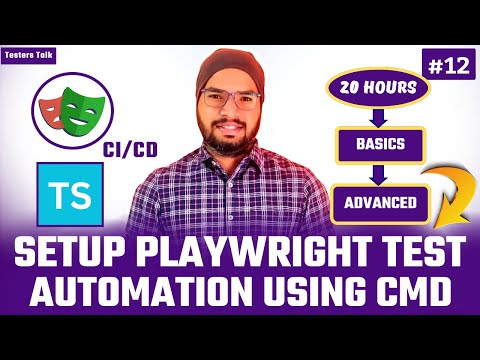 Testers Talk
#12
20 HOURS
CI/CD
BASICS
TS
ADVANCED
SETUP PLAYWRIGHT TEST
AUTOMATION USING CMD